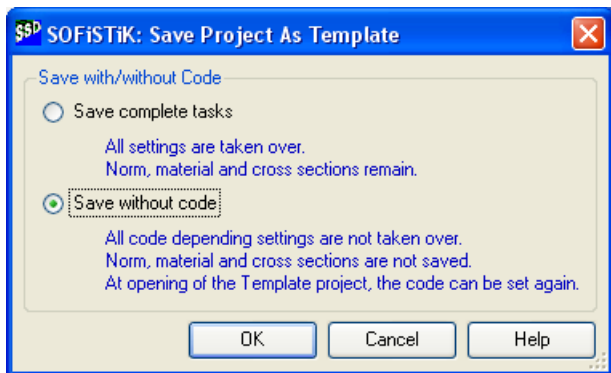 SSD SOFiSTiK: Save Project As Template
Save with/without Code
Save complete tasks
All settings are taken over.
Norm, material and cross sections remain.
Save without code
All code depending settings are not taken over.
Norm, material and cross sections are not saved.
At opening of the Template project, the code can be set again.
OK Cancel Help